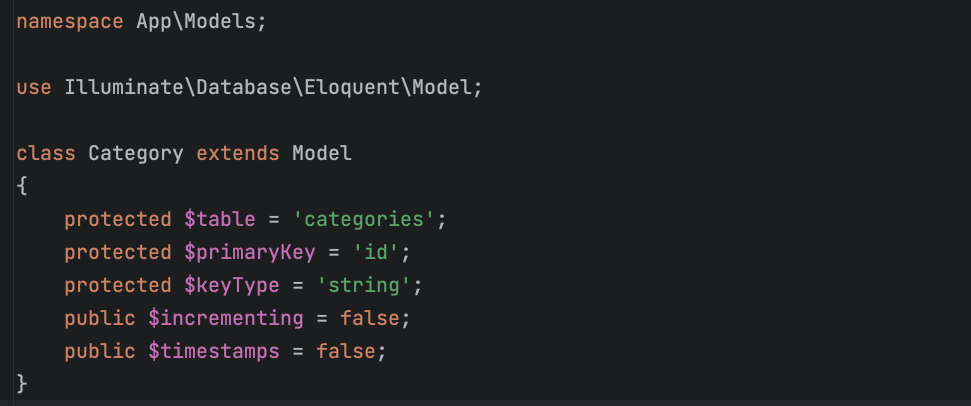 namespace App\Models;
use Illuminate\Database\Eloquent\Model;
class Category extends Model
{
    protected $table = 'categories';
    protected $primaryKey = 'id';
    protected $keyType = 'string';
    public $incrementing = false;
    public $timestamps = false;
}